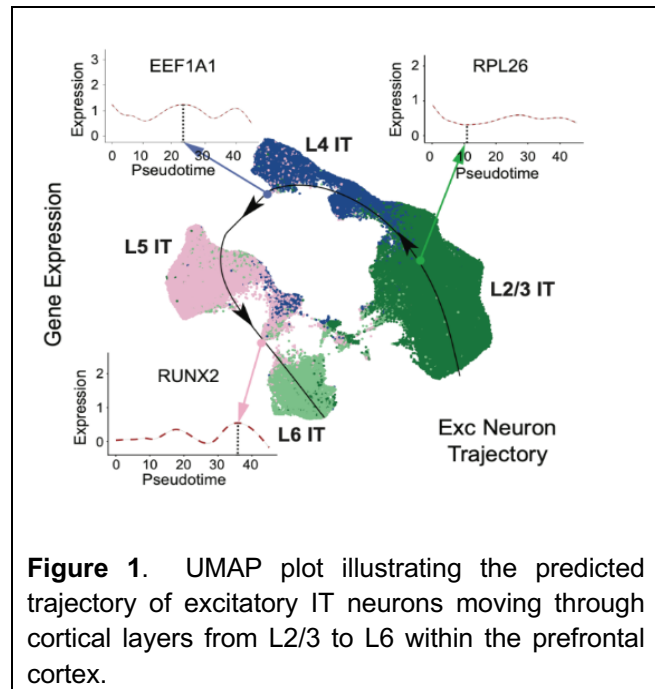 EEF1A1
Expression
3
2
1
0
0 10 20 30 40
Pseudotime
RPL26
Expression
2
1
0
0 10 20 30 40
Pseudotime
L4 IT
L5 IT
L2/3 IT
Gene Expression
RUNX2
Expression
2
1
0
0 10 20 30 40
Pseudotime
L6 IT
Exc Neuron
Trajectory
Figure 1. UMAP plot illustrating the predicted
trajectory of excitatory IT neurons moving through
cortical layers from L2/3 to L6 within the prefrontal
cortex.